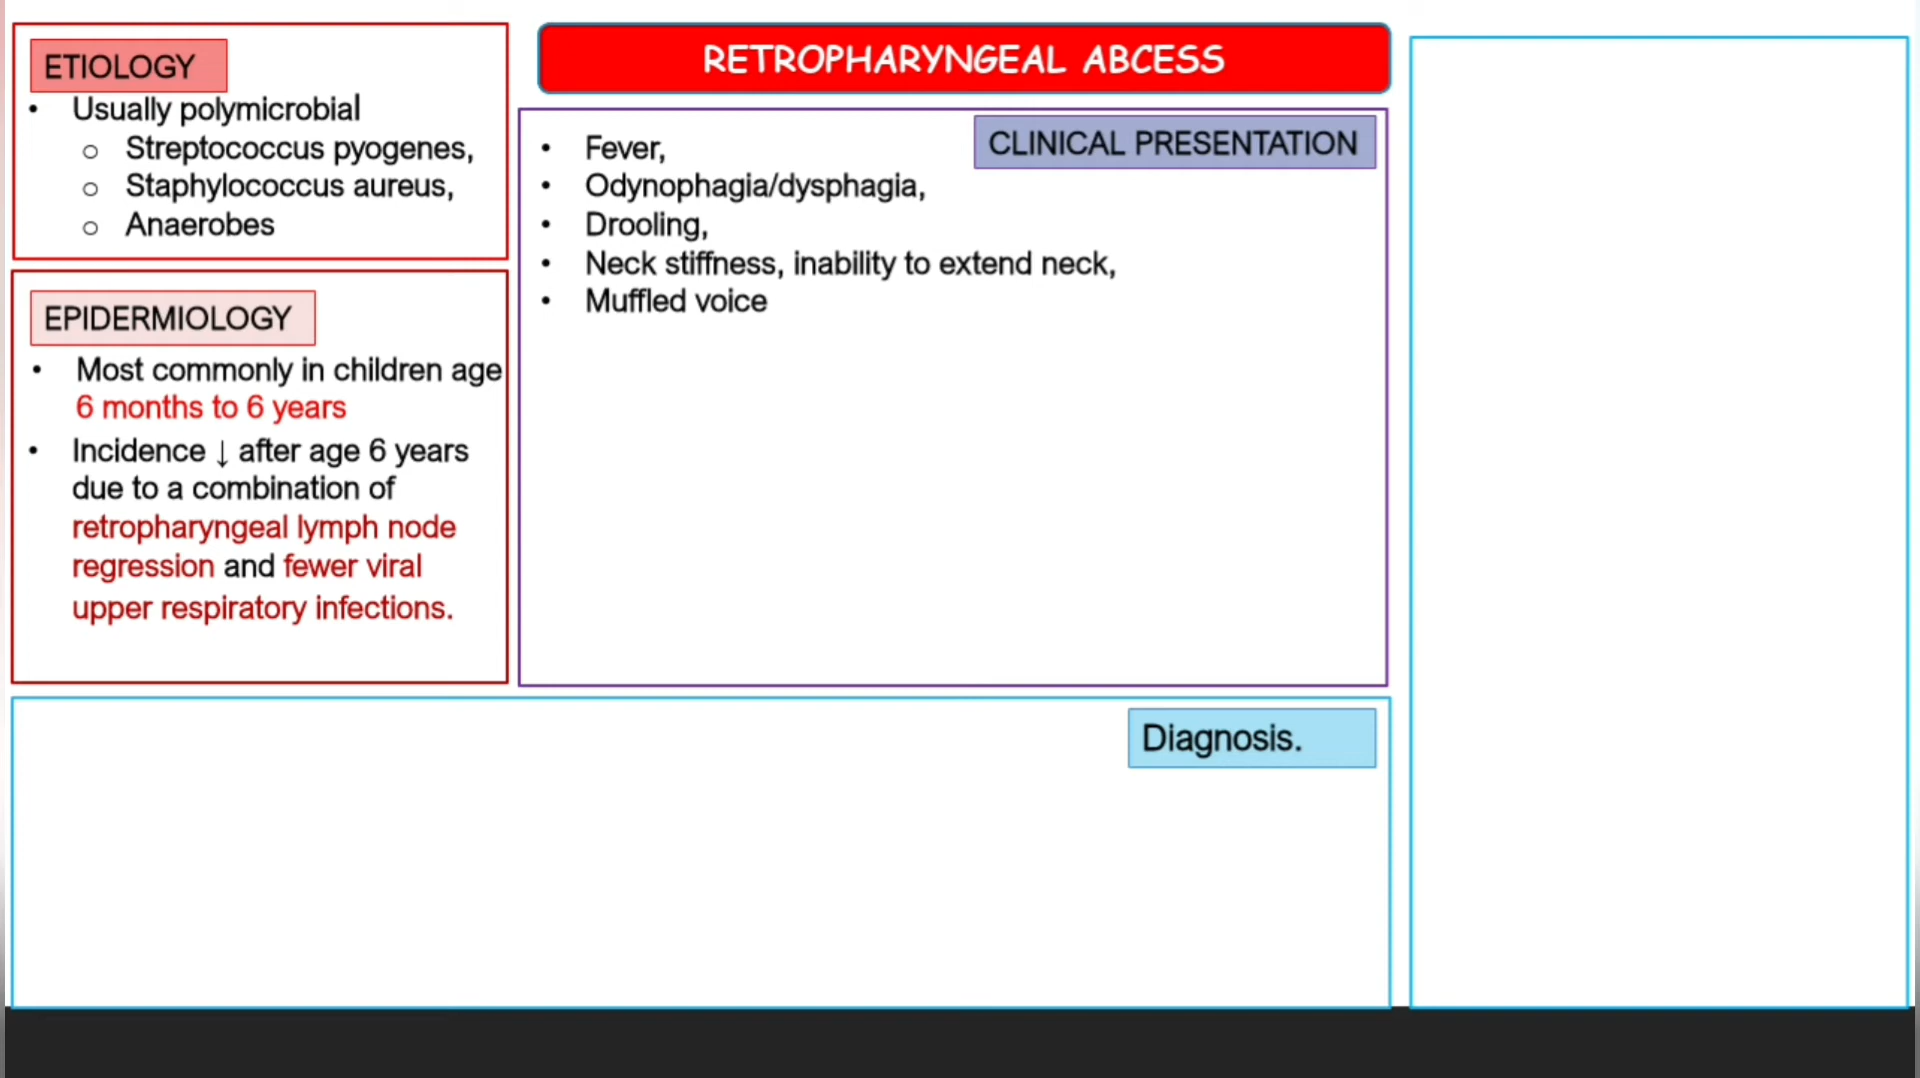 RETROPHARYNGEAL ABCESS
ETIOLOGY
• Usually polymicrobial
o Streptococcus pyogenes,
o Staphylococcus aureus,
o Anaerobes
EPIDERMIOLOGY
• Most commonly in children age
6 months to 6 years
• Incidence ↓ after age 6 years
due to a combination of
retropharyngeal lymph node
regression and fewer viral
upper respiratory infections.
CLINICAL PRESENTATION
• Fever,
• Odynophagia/dysphagia,
• Drooling,
• Neck stiffness, inability to extend neck,
• Muffled voice
Diagnosis.